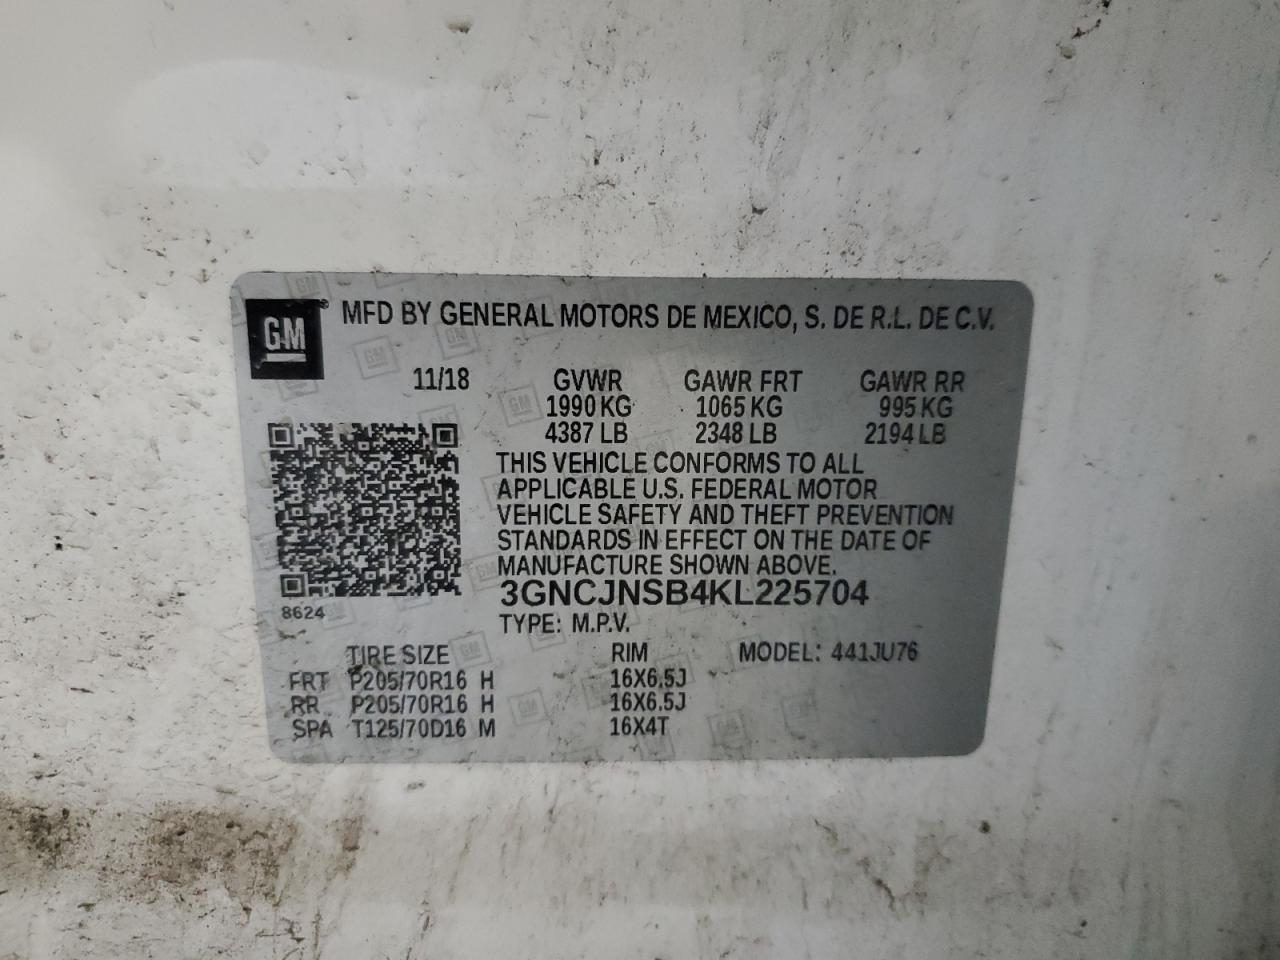 GM® MFD BY GENERAL MOTORS DE MEXICO, S. DE R.L. DE C.V.
11/18 GVWR GAWR FRT GAWR RR
1990 KG 1065 KG 995 KG
4387 LB 2348 LB 2194 LB
THIS VEHICLE CONFORMS TO ALL
APPLICABLE U.S. FEDERAL MOTOR
VEHICLE SAFETY AND THEFT PREVENTION
STANDARDS IN EFFECT ON THE DATE OF
MANUFACTURE SHOWN ABOVE.
3GNCJNSB4KL225704
8624
TYPE: M.P.V.
TIRE SIZE RIM MODEL: 441JU76
FRT P205/70R16 H 16X6.5J
RR P205/70R16 H 16X6.5J
SPA T125/70D16 M 16X4T